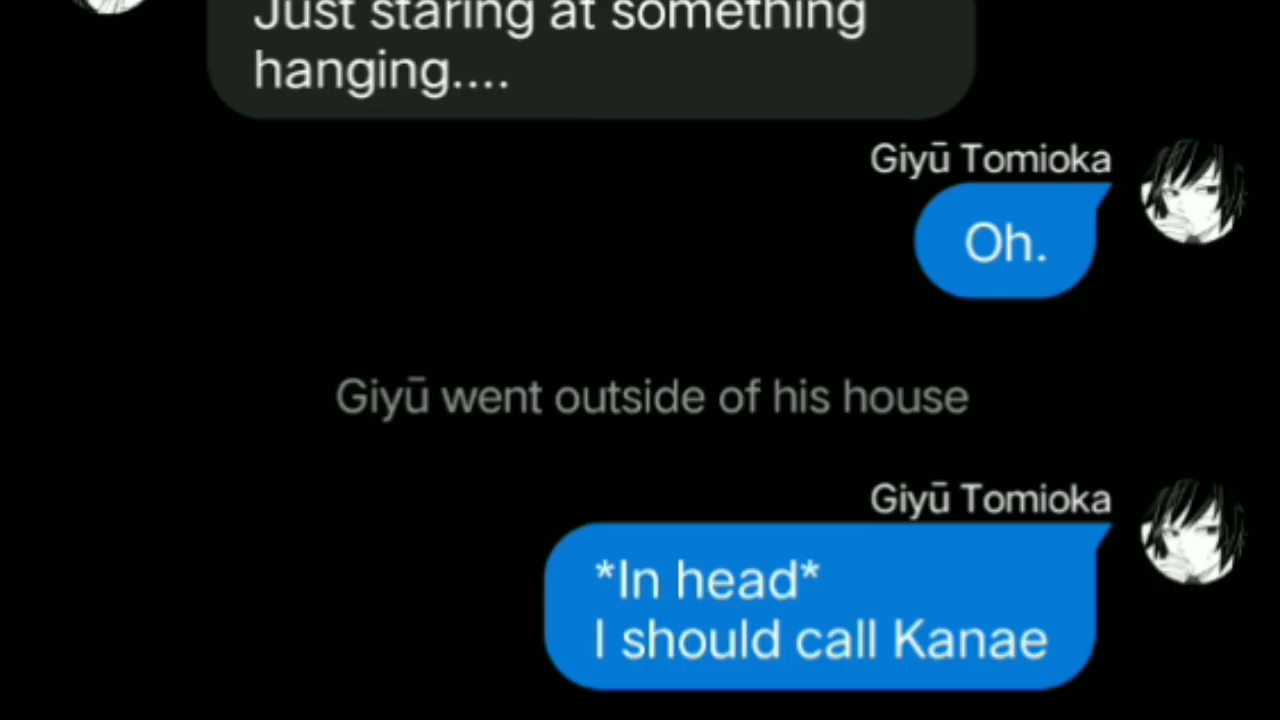 Just staring at something
hanging....
Giyū Tomioka
Oh.
Giyū went outside of his house
Giyū Tomioka
*In head*
I should call Kanae